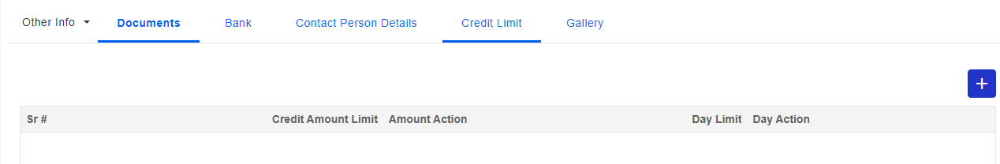 Other Info Documents Bank Contact Person Details Credit Limit Gallery
+
Sr # Credit Amount Limit Amount Action Day Limit Day Action